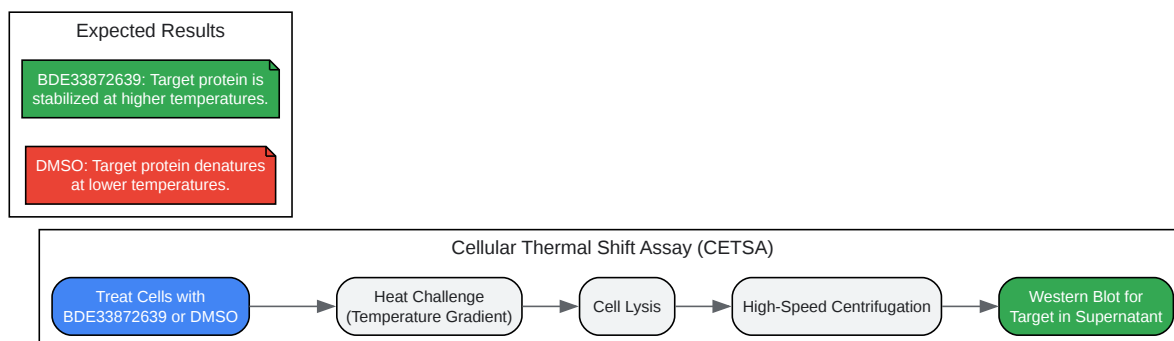 Expected Results
BDE33872639: Target protein is
stabilized at higher temperatures.
DMSO: Target protein denatures
at lower temperatures.
Cellular Thermal Shift Assay (CETSA)
Treat Cells with
BDE33872639 or DMSO
Heat Challenge
(Temperature Gradient)
Cell Lysis
High-Speed Centrifugation
Western Blot for
Target in Supernatant